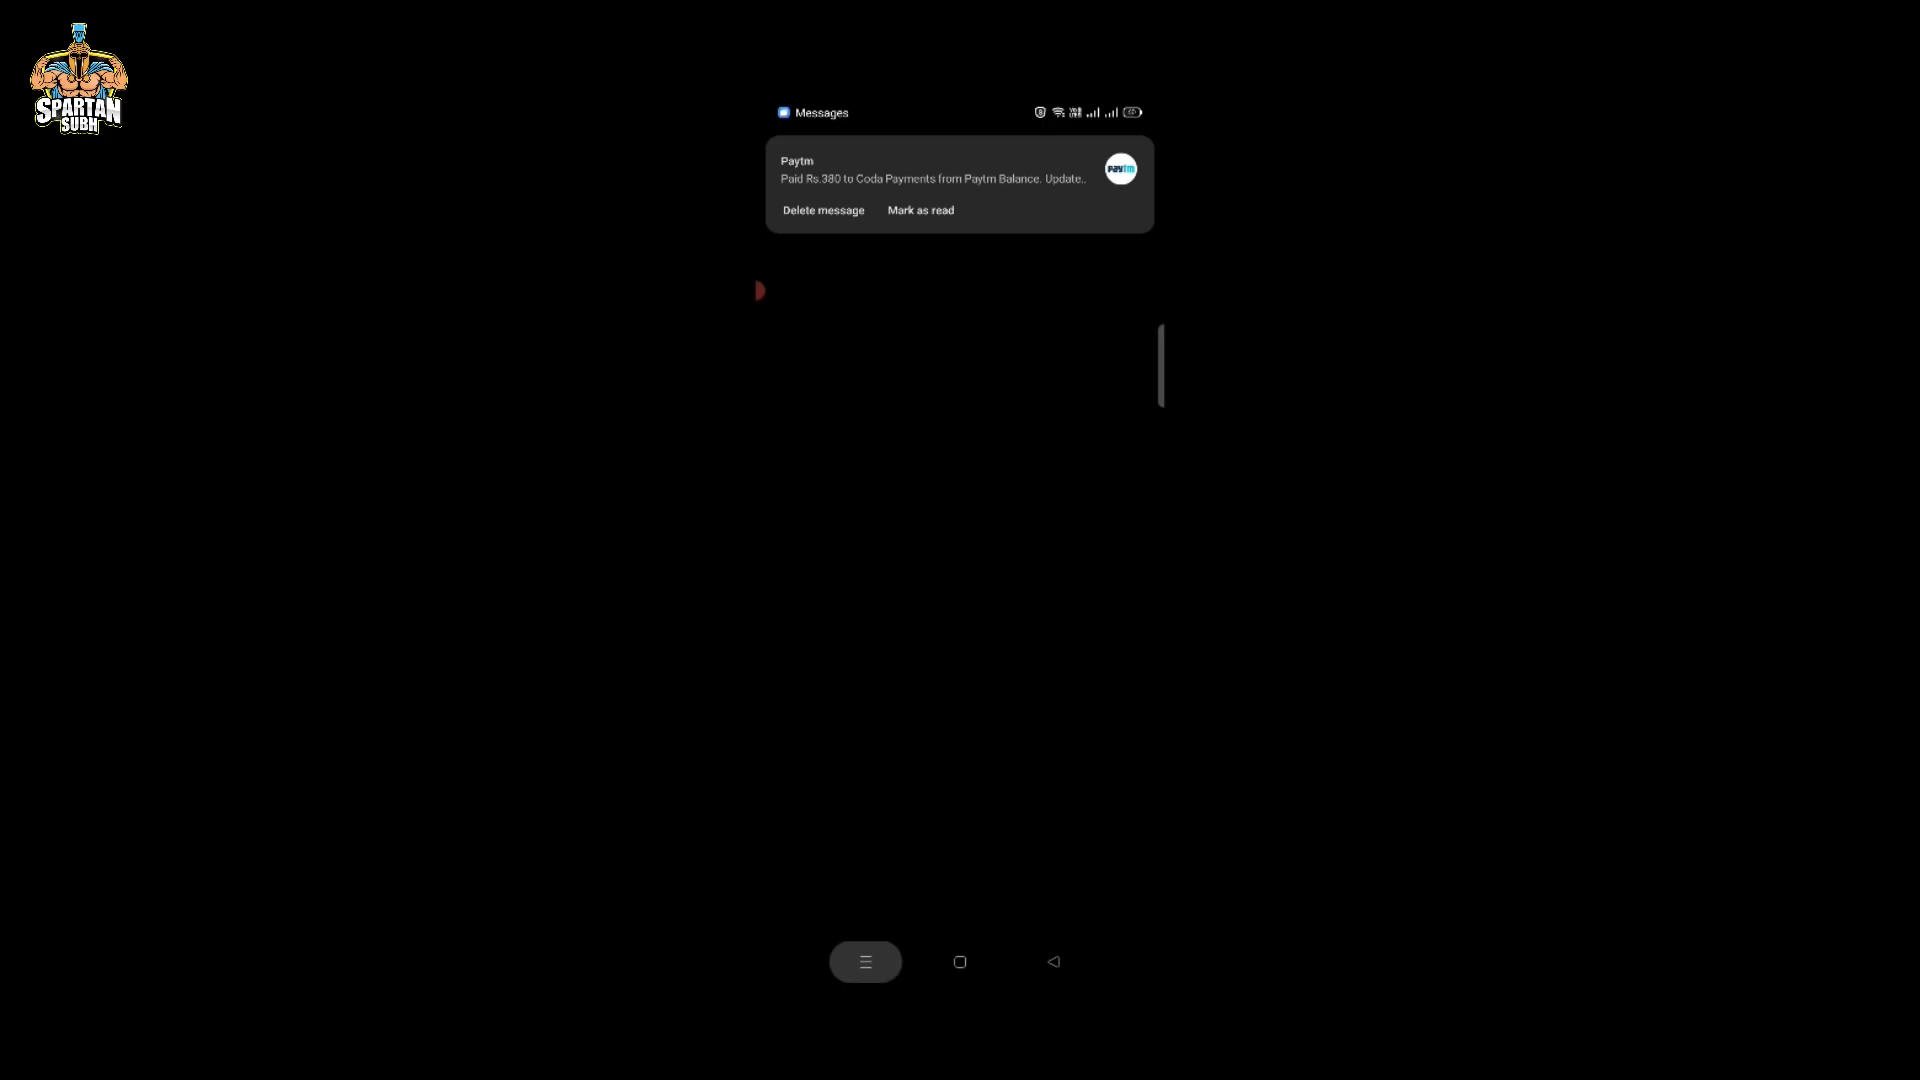 SPARTAN
SUBH
Messages
Paytm
Paid Rs.380 to Coda Payments from Paytm Balance. Update..
paytm
Delete message Mark as read